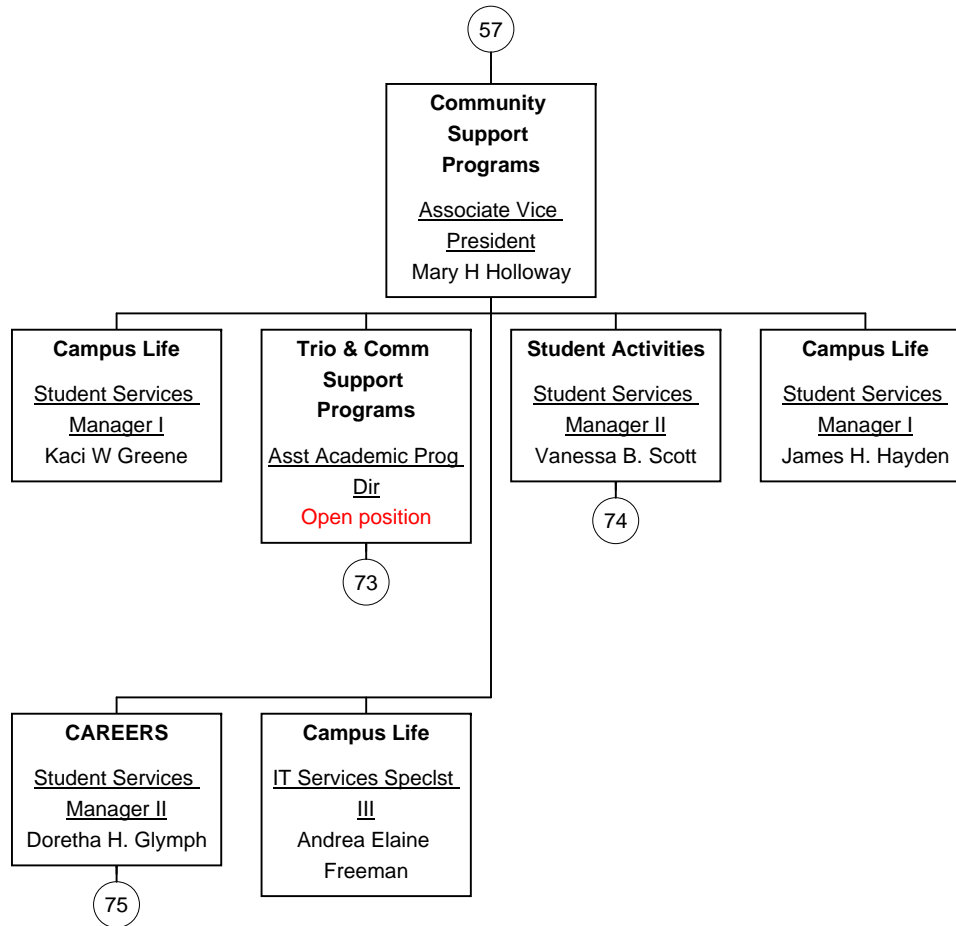 57
Community
Support
Programs
Associate Vice
President
Mary H Holloway
Campus Life
Student Services
Manager I
Kaci W Greene
Trio & Comm
Support
Programs
Asst Academic Prog
Dir
Open position
73
Student Activities
Student Services
Manager II
Vanessa B. Scott
74
Campus Life
Student Services
Manager I
James H. Hayden
CAREERS
Student Services
Manager II
Doretha H. Glymph
75
Campus Life
IT Services Speclst
III
Andrea Elaine
Freeman